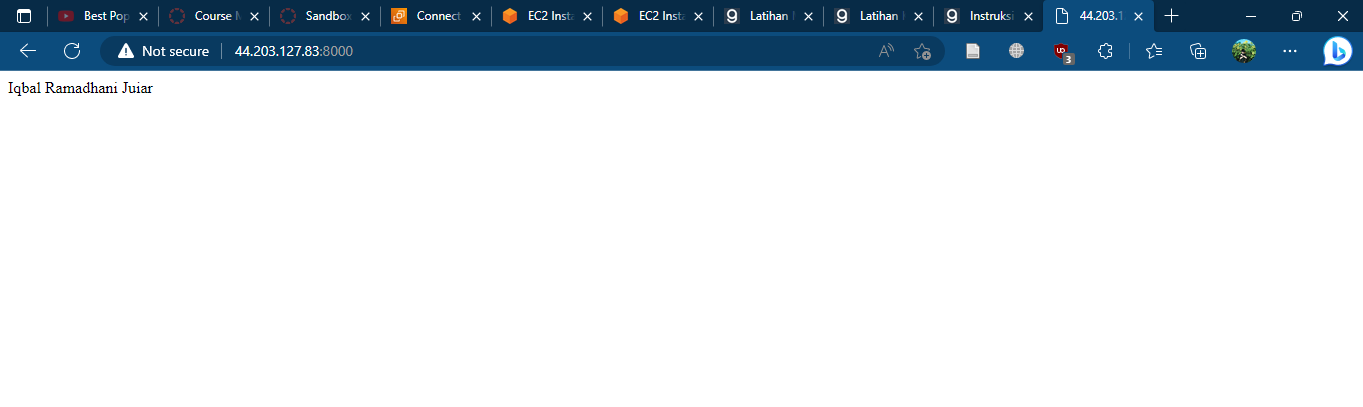 Best Pop
Course M
Sandbox
Connect
EC2 Insta
EC2 Insta
Latihan
Latihan
Instruksi
44.203.1
Not secure
44.203.127.83:8000
A
3
Iqbal Ramadhani Juiar